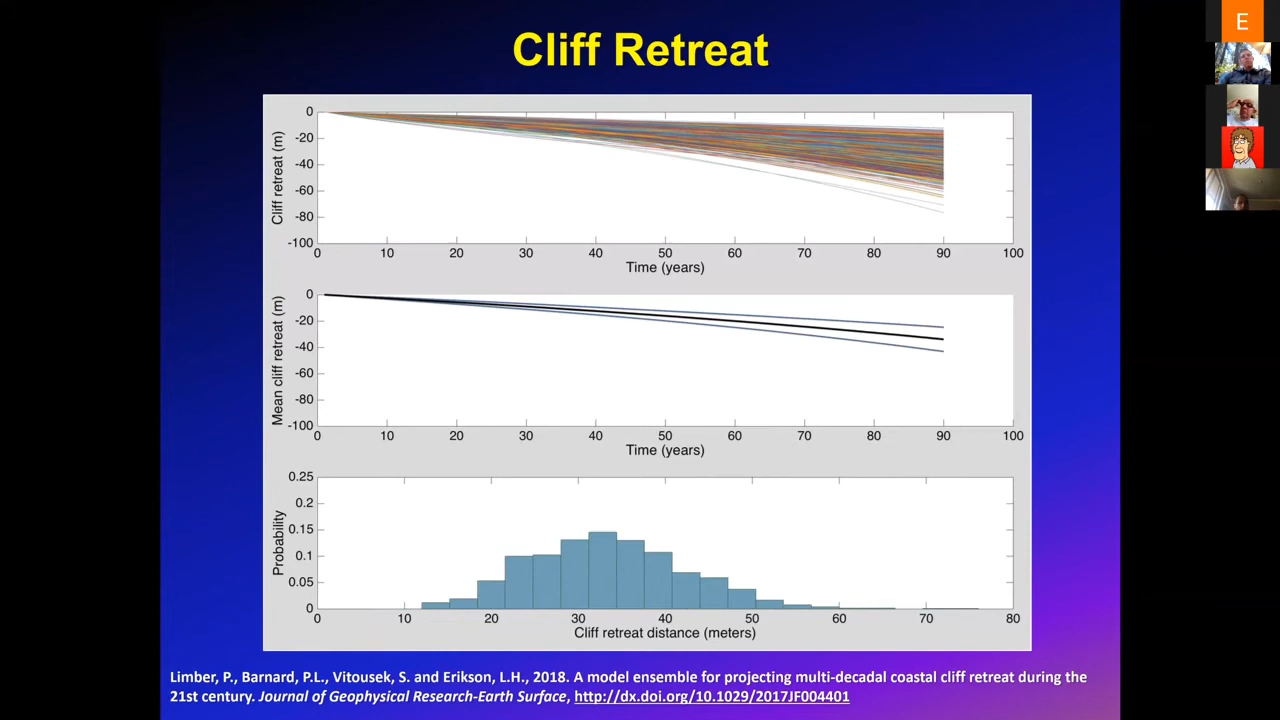 Cliff Retreat
E
0
-20
-40
-60
-80
-100
Cliff retreat (m)
0 10 20 30 40 50 60 70 80 90 100
Time (years)
0
-20
-40
-60
-80
-100
Mean cliff retreat (m)
0 10 20 30 40 50 60 70 80 90 100
Time (years)
0.25
0.2
0.15
0.1
0.05
0
Probability
0 10 20 30 40 50 60 70 80
Cliff retreat distance (meters)
Limber, P., Barnard, P.L., Vitousek, S. and Erikson, L.H., 2018. A model ensemble for projecting multi-decadal coastal cliff retreat during the
21st century. Journal of Geophysical Research-Earth Surface, http://dx.doi.org/10.1029/2017JF004401